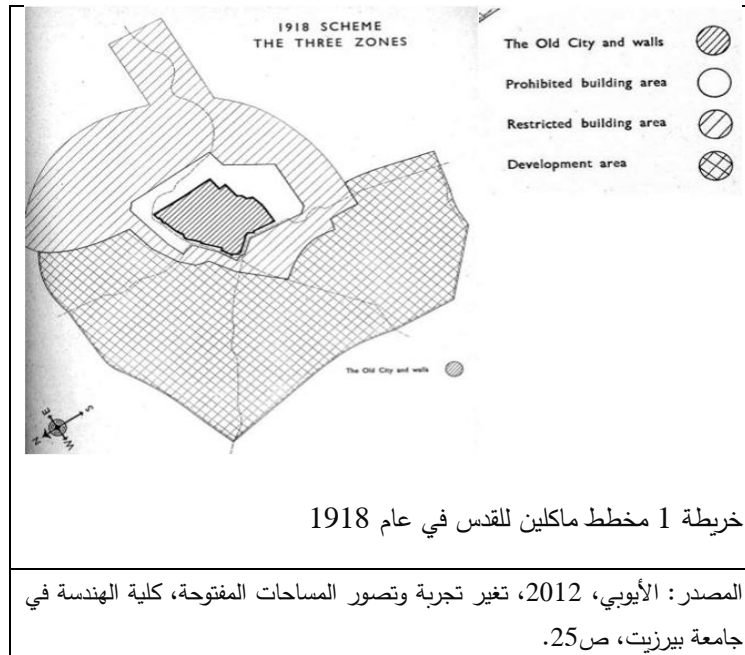 1918 SCHEME
THE THREE ZONES
The Old City and walls
Prohibited building area
Restricted building area
Development area
The Old City and walls
E
S
N
W
خريطة 1 مخطط ماكلين للقدس في عام 1918
المصدر: الأيوبي، 2012، تغير تجربة وتصور المساحات المفتوحة، كلية الهندسة في
جامعة بيرزيت، ص25.